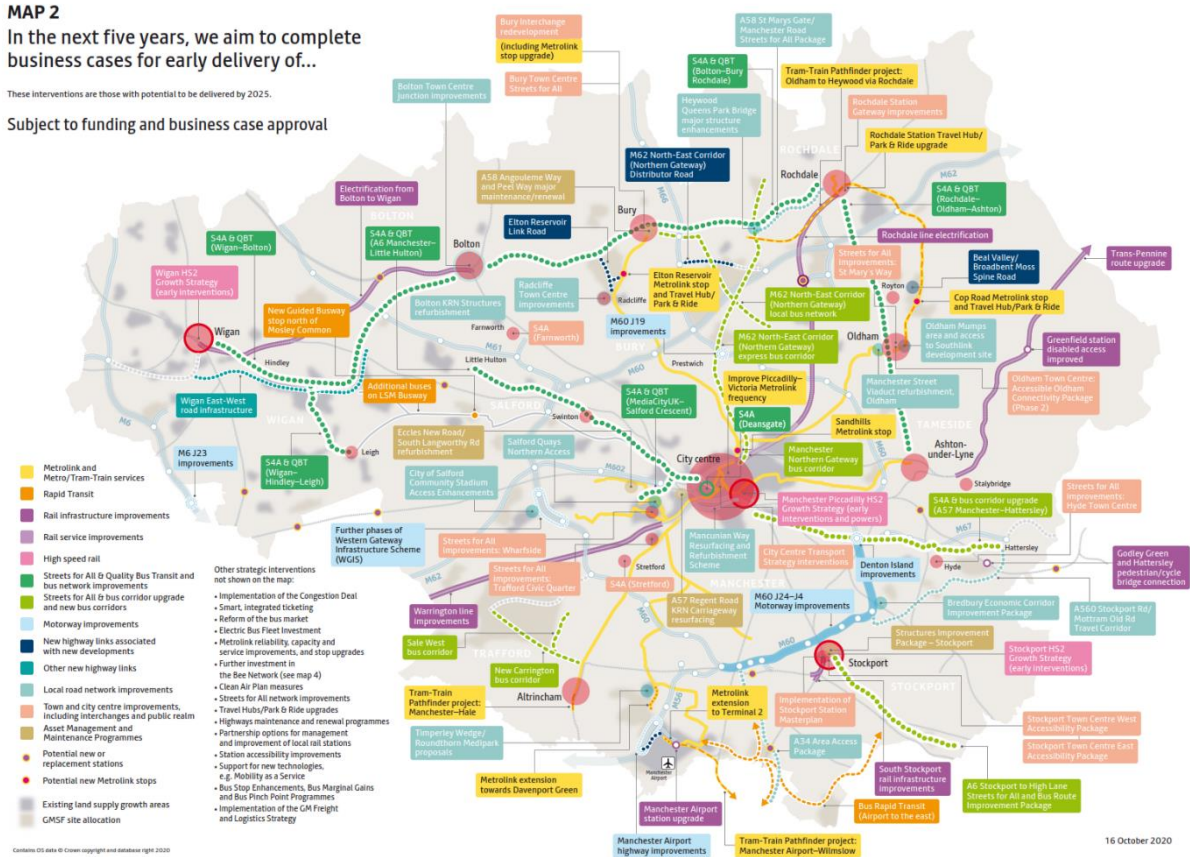 MAP 2
In the next five years, we aim to complete
business cases for early delivery of...
These interventions are those with potential to be delivered by 2025.
Subject to funding and business case approval
Bury Interchange
redevelopment
(including Metrolink
stop upgrade)
Bury Town Centre
Streets for All
A58 St Marys Gate/
Manchester Road
Streets for All Package
S4A & QBT
(Bolton–Bury
Rochdale)
Tram-Train Pathfinder project:
Oldham to Heywood via Rochdale
Bolton Town Centre
junction improvements
Heywood
Queens Park Bridge
major structure
enhancements
Rochdale Station
Gateway improvements
Rochdale Station Travel Hub/
Park & Ride upgrade
ROCHDALE
M62 North-East Corridor
(Northern Gateway)
Distributor Road
A58 Angouleme Way
and Peel Way major
maintenance/renewal
M66
Rochdale
M62
Electrification from
Bolton to Wigan
S4A & QBT
(Rochdale–
Oldham–Ashton)
BOLTON
Bury
Elton Reservoir
Link Road
S4A & QBT
(Wigan–Bolton)
S4A & QBT
(A6 Manchester–
Little Hulton)
Bolton
Rochdale line electrification
Trans-Pennine
route upgrade
Wigan HS2
Growth Strategy
(early interventions)
Streets for All
improvements:
St Mary's Way
Beal Valley/
Broadbent Moss
Spine Road
Radcliffe
Town Centre
improvements
Radcliffe
Elton Reservoir
Metrolink stop
and Travel Hub/
Park & Ride
Royton
New Guided Busway
stop north of
Mosley Common
Bolton KRN Structures
refurbishment
M62 North-East Corridor
(Northern Gateway)
local bus network
Cop Road Metrolink stop
and Travel Hub/Park & Ride
M60 J19
improvements
Farnworth
S4A
(Farnworth)
Wigan
M61
BURY
M62 North-East Corridor
(Northern Gateway)
express bus corridor
Oldham
Oldham Mumps
area and access
to Southlink
development site
Greenfield station
disabled access
improved
Hindley
Little Hulton
M60
Prestwich
Wigan East-West
road infrastructure
Additional buses
on LSM Busway
S4A & QBT
(MediaCityUK–
Salford Crescent)
Improve Piccadilly–
Victoria Metrolink
frequency
Manchester Street
Viaduct refurbishment,
Oldham
Oldham Town Centre:
Accessible Oldham
Connectivity Package
(Phase 2)
SALFORD
Swinton
S4A
(Deansgate)
Sandhills
Metrolink stop
TAMESIDE
WIGAN
Eccles New Road/
South Langworthy Rd
refurbishment
Salford Quays
Northern Access
M6
M6 J23
improvements
S4A & QBT
(Wigan–
Hindley–Leigh)
Leigh
City centre
Manchester
Northern Gateway
bus corridor
M60
Ashton-
under-Lyne
M602
Stalybridge
City of Salford
Community Stadium
Access Enhancements
Manchester Piccadilly HS2
Growth Strategy (early
interventions and powers)
S4A & bus corridor upgrade
(A57 Manchester–Hattersley)
Streets for All
improvements:
Hyde Town Centre
Further phases of
Western Gateway
Infrastructure Scheme
(WGIS)
Streets for All
improvements: Wharfside
Mancunian Way
Resurfacing and
Refurbishment
Scheme
City Centre Transport
interventions
M67
Hattersley
Stretford
Denton Island
improvements
Hyde
Godley Green
and Hattersley
pedestrian/cycle
bridge connection
M62
Streets for All
improvements:
Trafford Civic Quarter
S4A (Stretford)
MANCHESTER
Warrington line
improvements
A57 Regent Road
KRN Carriageway
resurfacing
M60 J24–J4
Motorway improvements
Bredbury Economic Corridor
Improvement Package
A560 Stockport Rd/
Mottram Old Rd
Travel Corridor
Sale West
bus corridor
TRAFFORD
New Carrington
bus corridor
M60
Structures Improvement
Package – Stockport
Stockport HS2
Growth Strategy
(early interventions)
Stockport
STOCKPORT
Altrincham
Tram-Train
Pathfinder project:
Manchester–Hale
M56
Metrolink
extension
to Terminal 2
Implementation of
Stockport Station
Masterplan
Stockport Town Centre West
Accessibility Package
Stockport Town Centre East
Accessibility Package
Timperley Wedge/
Roundthorn Medipark
proposals
A34 Area Access
Package
Metrolink extension
towards Davenport Green
Manchester
Airport
South Stockport
rail infrastructure
improvements
A6 Stockport to High Lane
Streets for All and Bus Route
Improvement Package
Manchester Airport
station upgrade
Bus Rapid Transit
(Airport to the east)
Manchester Airport
highway improvements
Tram-Train Pathfinder project:
Manchester Airport–Wilmslow
Metrolink and
Metro/Tram-Train services
Rapid Transit
Rail infrastructure improvements
Rail service improvements
High speed rail
Streets for All & Quality Bus Transit and
bus network improvements
Streets for All & bus corridor upgrade
and new bus corridors
Motorway improvements
New highway links associated
with new developments
Other new highway links
Local road network improvements
Town and city centre improvements,
including interchanges and public realm
Asset Management and
Maintenance Programmes
Potential new or
replacement stations
Potential new Metrolink stops
Existing land supply growth areas
GMSF site allocation
Other strategic interventions
not shown on the map:
• Implementation of the Congestion Deal
• Smart, integrated ticketing
• Reform of the bus market
• Electric Bus Fleet Investment
• Metrolink reliability, capacity and
service improvements, and stop upgrades
• Further investment in
the Bee Network (see map 4)
• Clean Air Plan measures
• Streets for All network improvements
• Travel Hubs/Park & Ride upgrades
• Highways maintenance and renewal programmes
• Partnership options for management
and improvement of local rail stations
• Station accessibility improvements
• Support for new technologies,
e.g. Mobility as a Service
• Bus Stop Enhancements, Bus Marginal Gains
and Bus Pinch Point Programmes
• Implementation of the GM Freight
and Logistics Strategy
Contains OS data © Crown copyright and database right 2020
16 October 2020